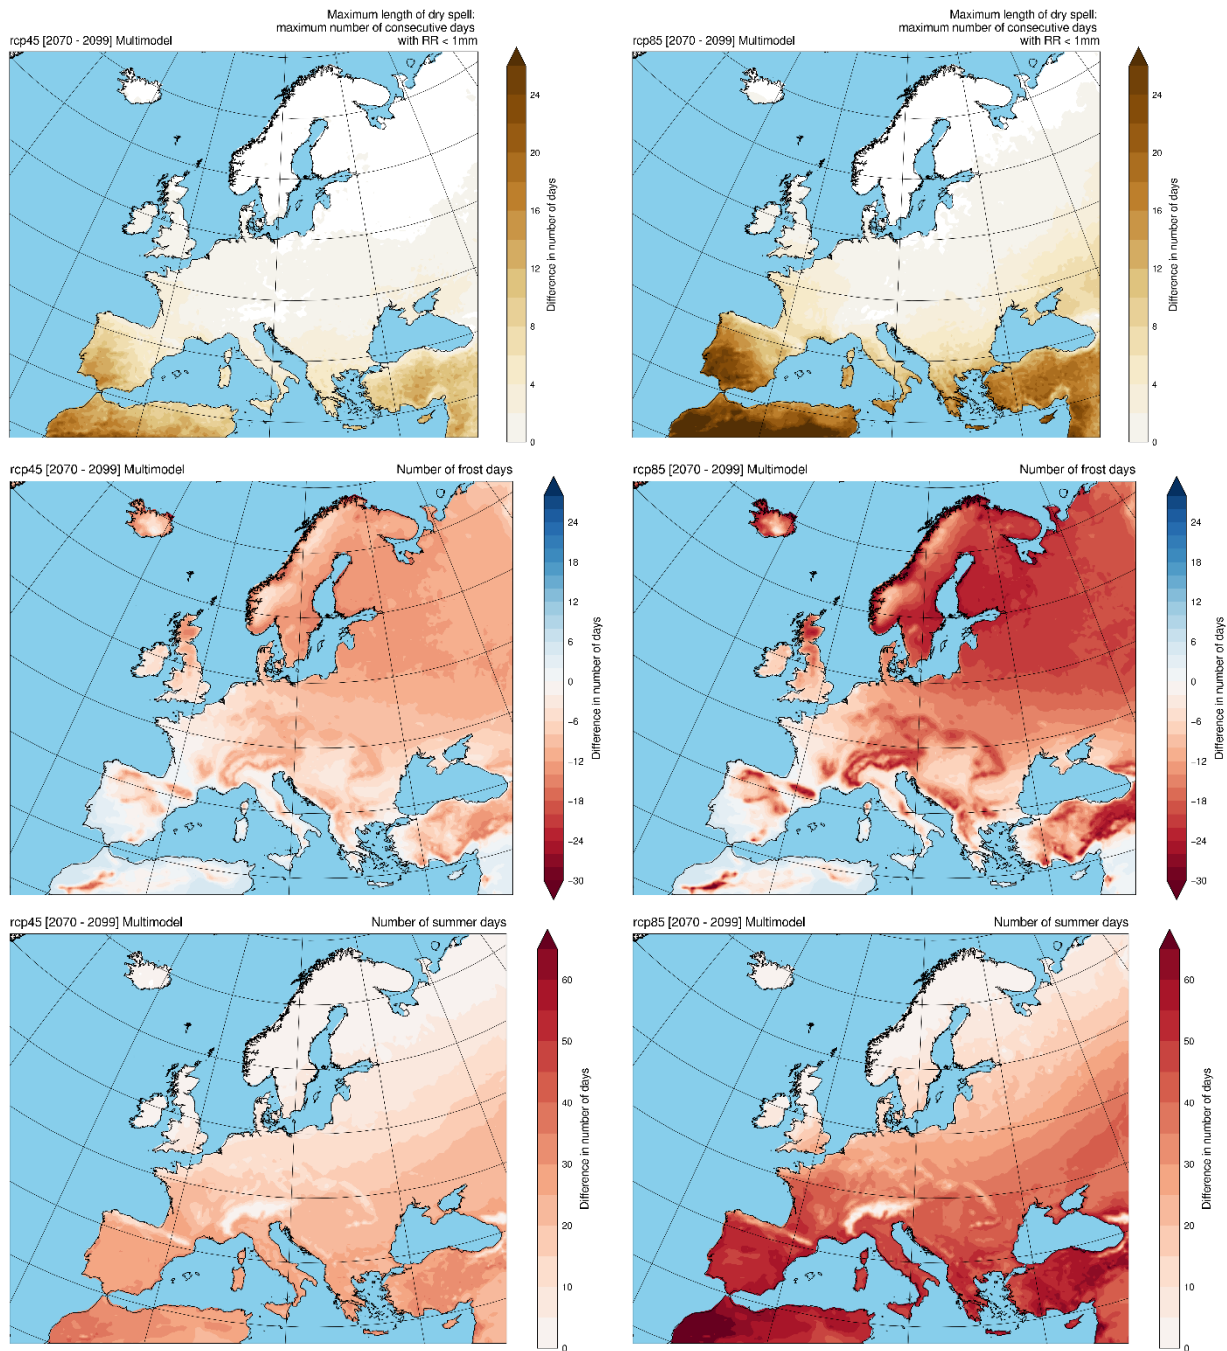 Maximum length of dry spell:
maximum number of consecutive days
rcp45 [2070 - 2099] Multimodel
with RR < 1mm
24
20
16
12
8
4
0
Difference in number of days
Maximum length of dry spell:
maximum number of consecutive days
rcp85 [2070 - 2099] Multimodel
with RR < 1mm
24
20
16
12
8
4
0
Difference in number of days
rcp45 [2070 - 2099] Multimodel
Number of frost days
24
18
12
6
0
−6
−12
−18
−24
−30
Difference in number of days
rcp85 [2070 - 2099] Multimodel
Number of frost days
24
18
12
6
0
−6
−12
−18
−24
−30
Difference in number of days
rcp45 [2070 - 2099] Multimodel
Number of summer days
60
50
40
30
20
10
0
Difference in number of days
rcp85 [2070 - 2099] Multimodel
Number of summer days
60
50
40
30
20
10
0
Difference in number of days